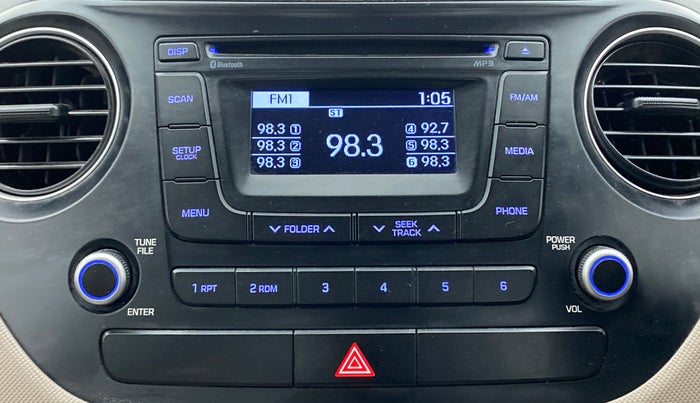 DISP
Bluetooth
MP3
SCAN
FM1 1:05
FM/AM
ST
98.3 1
4 92.7
SETUP
CLOCK
98.3 2
98.3
5 98.3
MEDIA
98.3 3
6 98.3
MENU
FOLDER
SEEK
TRACK
PHONE
TUNE
FILE
POWER
PUSH
1 RPT
2 RDM
3
4
5
6
ENTER
VOL